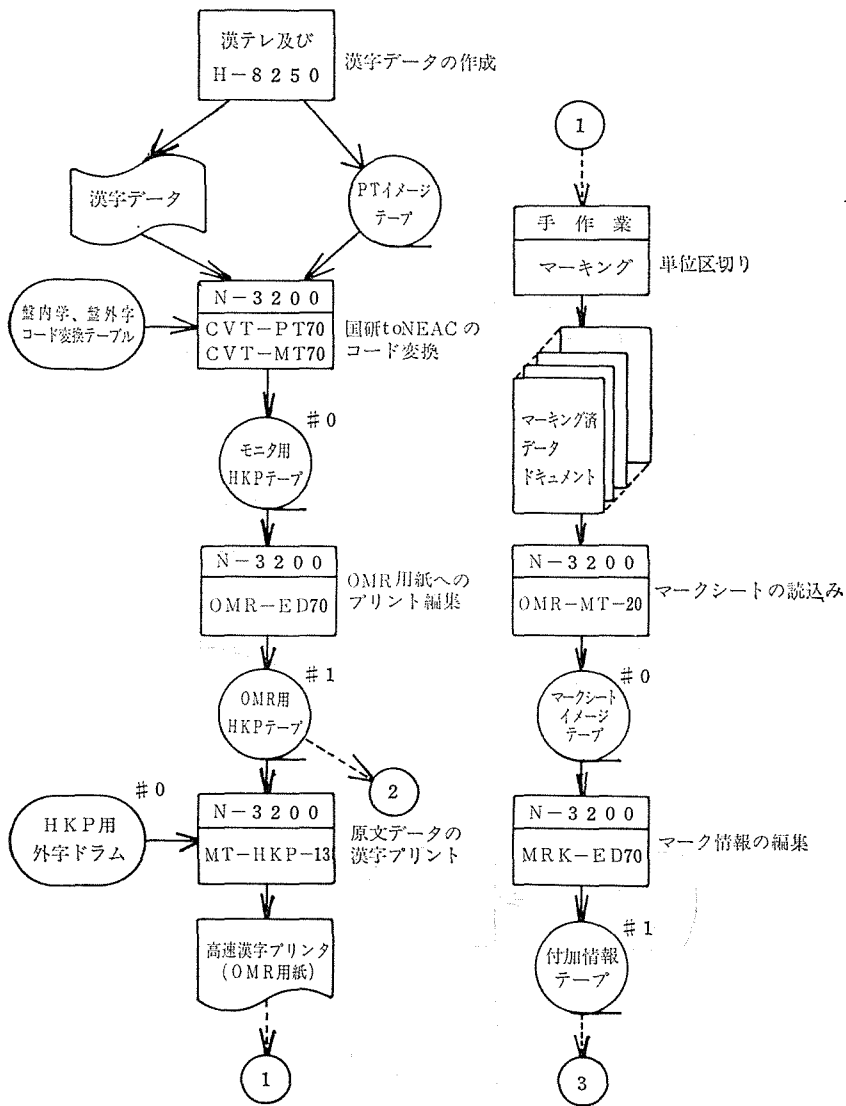 漢テレ及び
H-8250
漢字データの作成
漢字データ
PTイメージ
テープ
盤内学、盤外字
コード変換テーブル
N-3200
CVT-PT70
CVT-MT70
国研toNEACの
コード変換
#0
モニタ用
HKPテープ
N-3200
OMR-ED70
OMR用紙への
プリント編集
#1
OMR用
HKPテープ
2
#0
HKP用
外字ドラム
N-3200
MT-HKP-13
原文データの
漢字プリント
高速漢字プリンタ
(OMR用紙)
1
1
手作業
マーキング
単位区切り
マーキング済
データ
ドキュメント
N-3200
OMR-MT-20
マークシートの読込み
#0
マークシート
イメージ
テープ
N-3200
MRK-ED70
マーク情報の編集
#1
付加情報
テープ
3